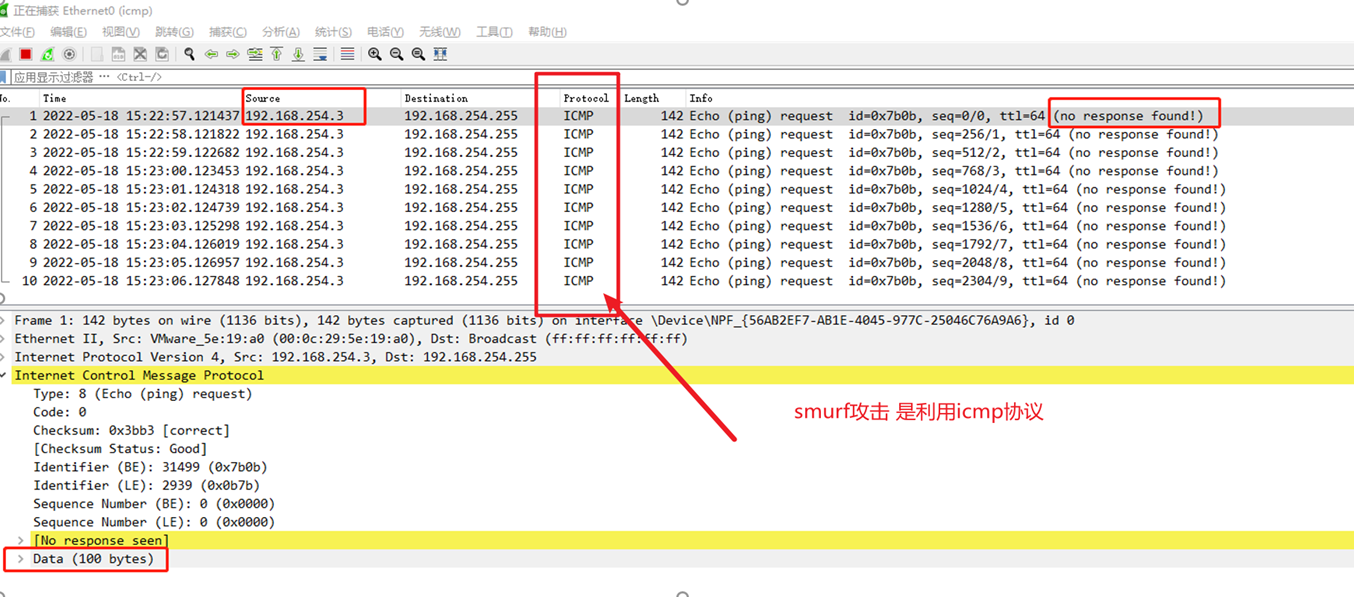 正在捕获 Ethernet0 (icmp)
文件(F) 编辑(E) 视图(V) 跳转(G) 捕获(C) 分析(A) 统计(S) 电话(Y) 无线(W) 工具(T) 帮助(H)
应用显示过滤器 … <Ctrl-/>
No. Time Source Destination Protocol Length Info
1 2022-05-18 15:22:57.121437 192.168.254.3 192.168.254.255 ICMP 142 Echo (ping) request id=0x7b0b, seq=0/0, ttl=64 (no response found!)
2 2022-05-18 15:22:58.121822 192.168.254.3 192.168.254.255 ICMP 142 Echo (ping) request id=0x7b0b, seq=256/1, ttl=64 (no response found!)
3 2022-05-18 15:22:59.122682 192.168.254.3 192.168.254.255 ICMP 142 Echo (ping) request id=0x7b0b, seq=512/2, ttl=64 (no response found!)
4 2022-05-18 15:23:00.123453 192.168.254.3 192.168.254.255 ICMP 142 Echo (ping) request id=0x7b0b, seq=768/3, ttl=64 (no response found!)
5 2022-05-18 15:23:01.124318 192.168.254.3 192.168.254.255 ICMP 142 Echo (ping) request id=0x7b0b, seq=1024/4, ttl=64 (no response found!)
6 2022-05-18 15:23:02.124739 192.168.254.3 192.168.254.255 ICMP 142 Echo (ping) request id=0x7b0b, seq=1280/5, ttl=64 (no response found!)
7 2022-05-18 15:23:03.125298 192.168.254.3 192.168.254.255 ICMP 142 Echo (ping) request id=0x7b0b, seq=1536/6, ttl=64 (no response found!)
8 2022-05-18 15:23:04.126019 192.168.254.3 192.168.254.255 ICMP 142 Echo (ping) request id=0x7b0b, seq=1792/7, ttl=64 (no response found!)
9 2022-05-18 15:23:05.126957 192.168.254.3 192.168.254.255 ICMP 142 Echo (ping) request id=0x7b0b, seq=2048/8, ttl=64 (no response found!)
10 2022-05-18 15:23:06.127848 192.168.254.3 192.168.254.255 ICMP 142 Echo (ping) request id=0x7b0b, seq=2304/9, ttl=64 (no response found!)
Frame 1: 142 bytes on wire (1136 bits), 142 bytes captured (1136 bits) on interface \Device\NPF_{56AB2EF7-AB1E-4045-977C-25046C76A9A6}, id 0
Ethernet II, Src: VMware_5e:19:a0 (00:0c:29:5e:19:a0), Dst: Broadcast (ff:ff:ff:ff:ff:ff)
Internet Protocol Version 4, Src: 192.168.254.3, Dst: 192.168.254.255
Internet Control Message Protocol
Type: 8 (Echo (ping) request)
Code: 0
Checksum: 0x3bb3 [correct]
[Checksum Status: Good]
Identifier (BE): 31499 (0x7b0b)
Identifier (LE): 2939 (0x0b7b)
Sequence Number (BE): 0 (0x0000)
Sequence Number (LE): 0 (0x0000)
[No response seen]
Data (100 bytes)
smurf攻击 是利用icmp协议